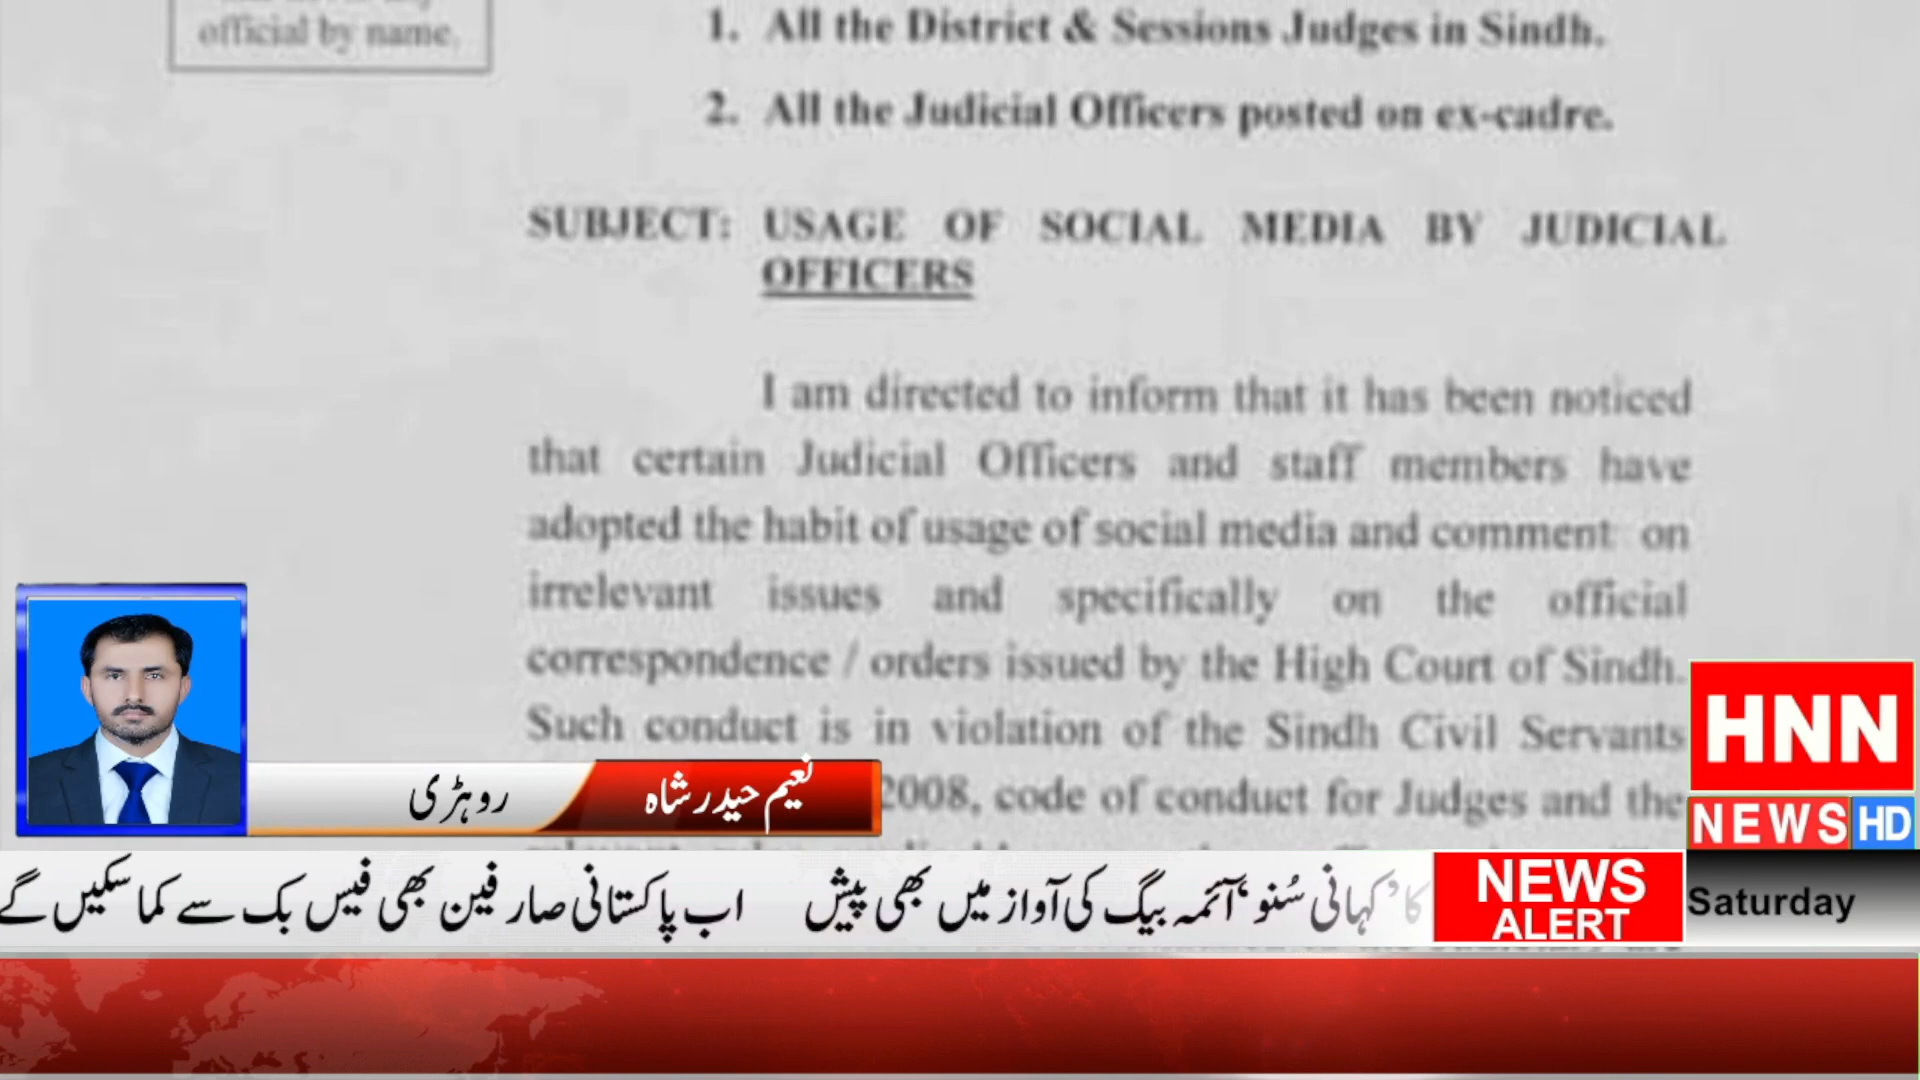 official by name.
1. All the District & Sessions Judges in Sindh.
2. All the Judicial Officers posted on ex-cadre.
SUBJECT: USAGE OF SOCIAL MEDIA BY JUDICIAL
OFFICERS
I am directed to inform that it has been noticed
that certain Judicial Officers and staff members have
adopted the habit of usage of social media and comment on
irrelevant issues and specifically on the official
correspondence / orders issued by the High Court of Sindh.
Such conduct is in violation of the Sindh Civil Servants
2008, code of conduct for Judges and the
نعیم حیدر شاہ
روہڑی
HNN
NEWS HD
کا ’کہانی سُنو‘ آئمہ بیگ کی آواز میں بھی پیش
اب پاکستانی صارفین بھی فیس بک سے کما سکیں گے
NEWS
ALERT
Saturday